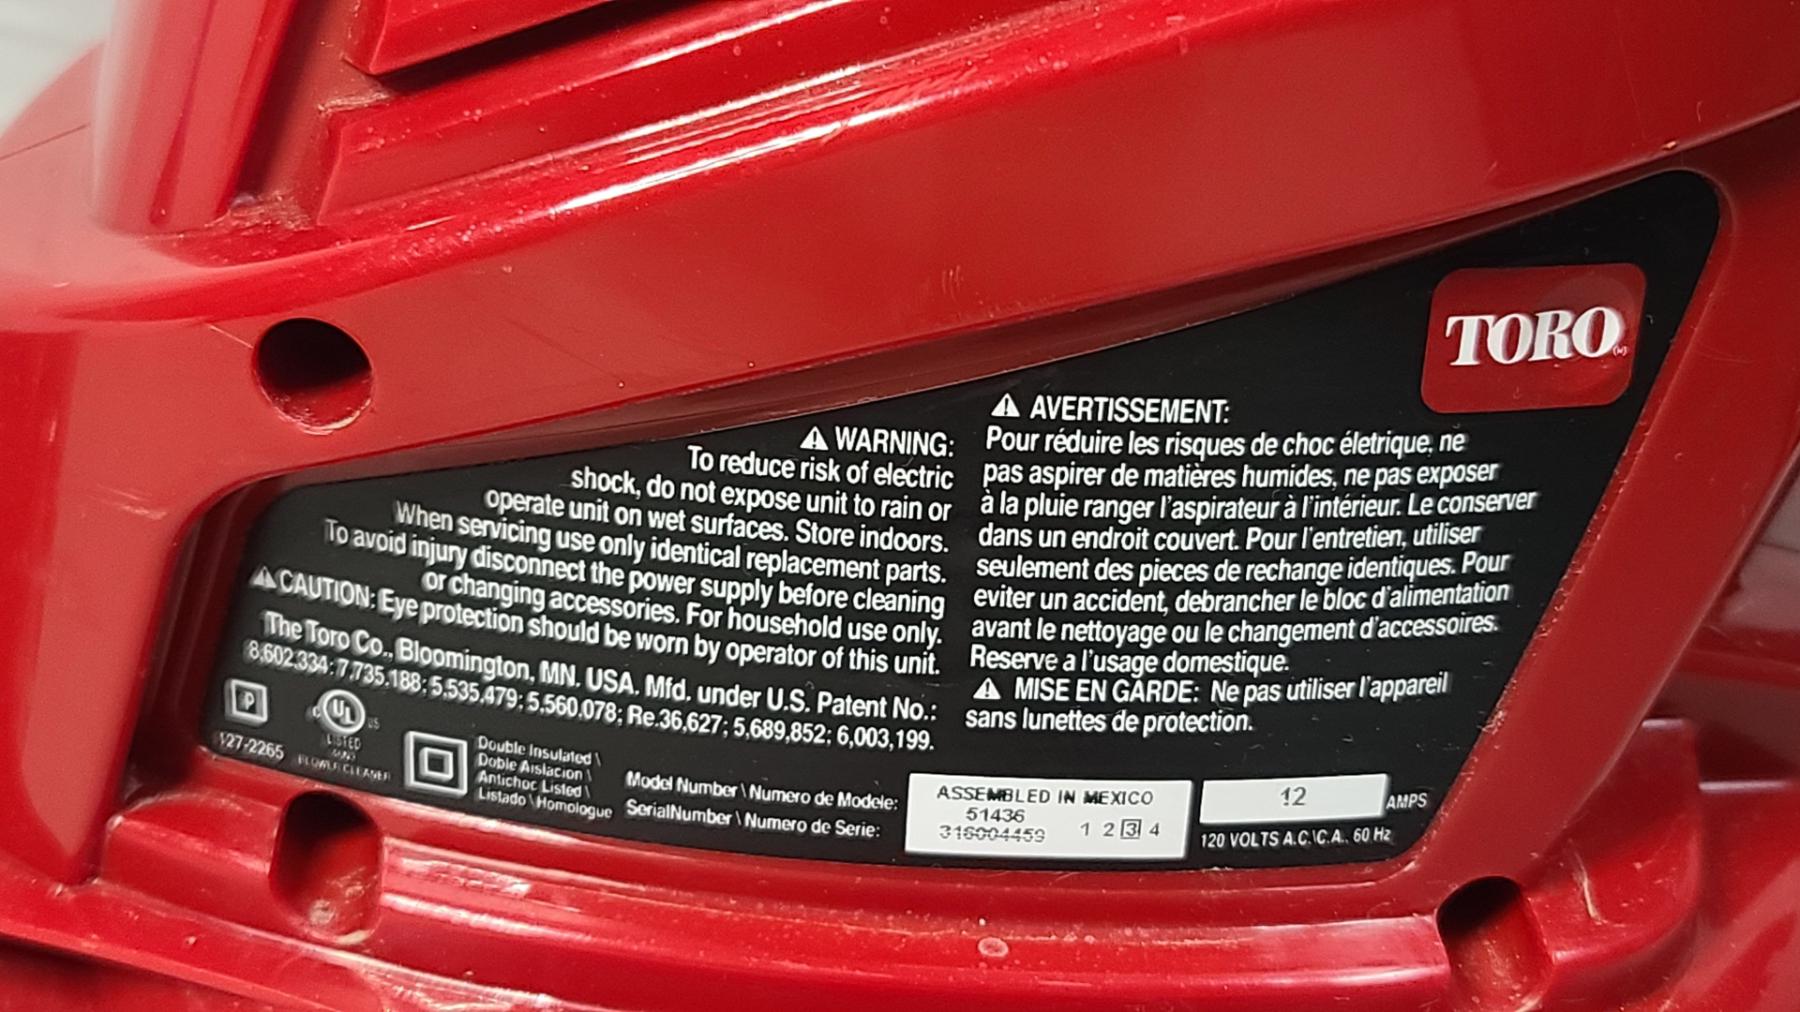 TORO
⚠ WARNING:
To reduce risk of electric
shock, do not expose unit to rain or
operate unit on wet surfaces. Store indoors.
When servicing use only identical replacement parts.
To avoid injury disconnect the power supply before cleaning
or changing accessories. For household use only.
⚠ CAUTION: Eye protection should be worn by operator of this unit.
The Toro Co., Bloomington, MN. USA. Mfd. under U.S. Patent No.:
8,602,334; 7,735,188; 5,535,479; 5,560,078; Re.36,627; 5,689,852; 6,003,199.
⚠ AVERTISSEMENT:
Pour réduire les risques de choc életrique, ne
pas aspirer de matières humides, ne pas exposer
à la pluie ranger l'aspirateur à l'intérieur. Le conserver
dans un endroit couvert. Pour l'entretien, utiliser
seulement des pieces de rechange identiques. Pour
eviter un accident, debrancher le bloc d'alimentation
avant le nettoyage ou le changement d'accessoires.
Reserve a l'usage domestique.
⚠ MISE EN GARDE: Ne pas utiliser l'appareil
sans lunettes de protection.
P
127-2265
C UL US
LISTED
BLOWER CLEANER
Double Insulated \
Doble Aislacion \
Antichoc Listed \
Listado \ Homologue
Model Number \ Numero de Modele:
SerialNumber \ Numero de Serie:
ASSEMBLED IN MEXICO
51436
316004459 1 2 3 4
12
AMPS
120 VOLTS A.C.\C.A. 60 Hz